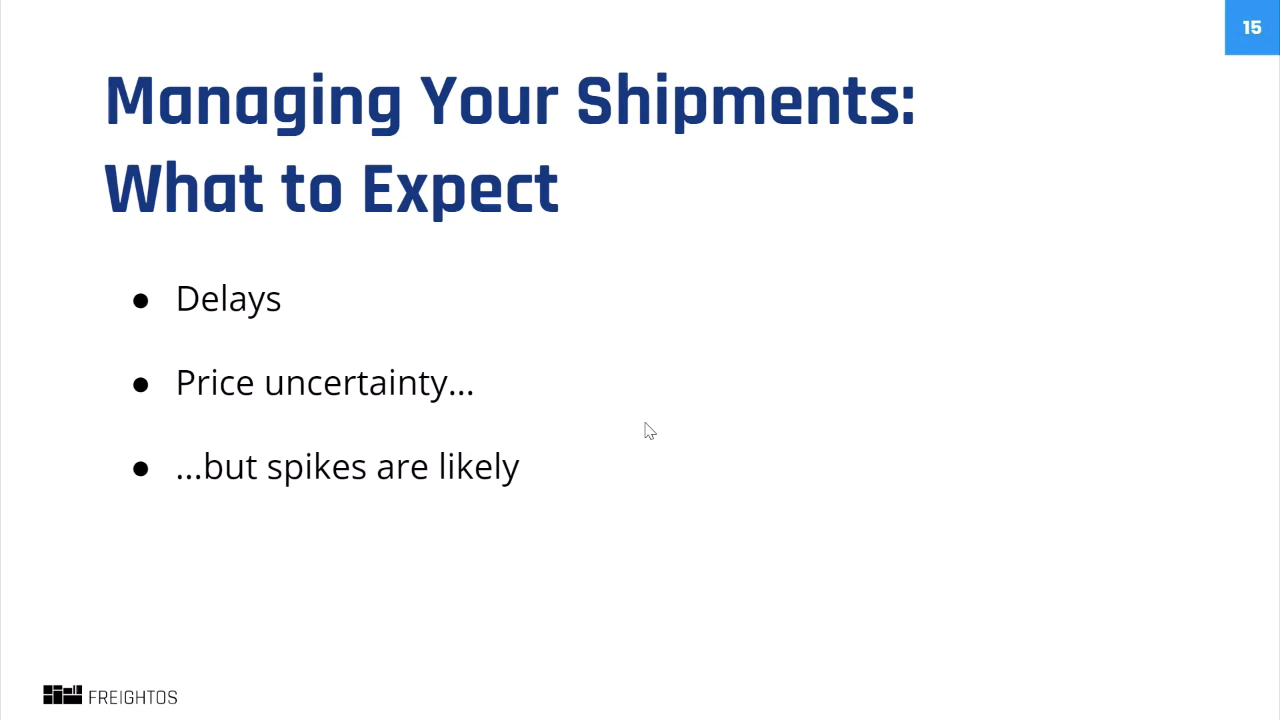 15
Managing Your Shipments:
What to Expect
● Delays
● Price uncertainty...
● ...but spikes are likely
FREIGHTOS